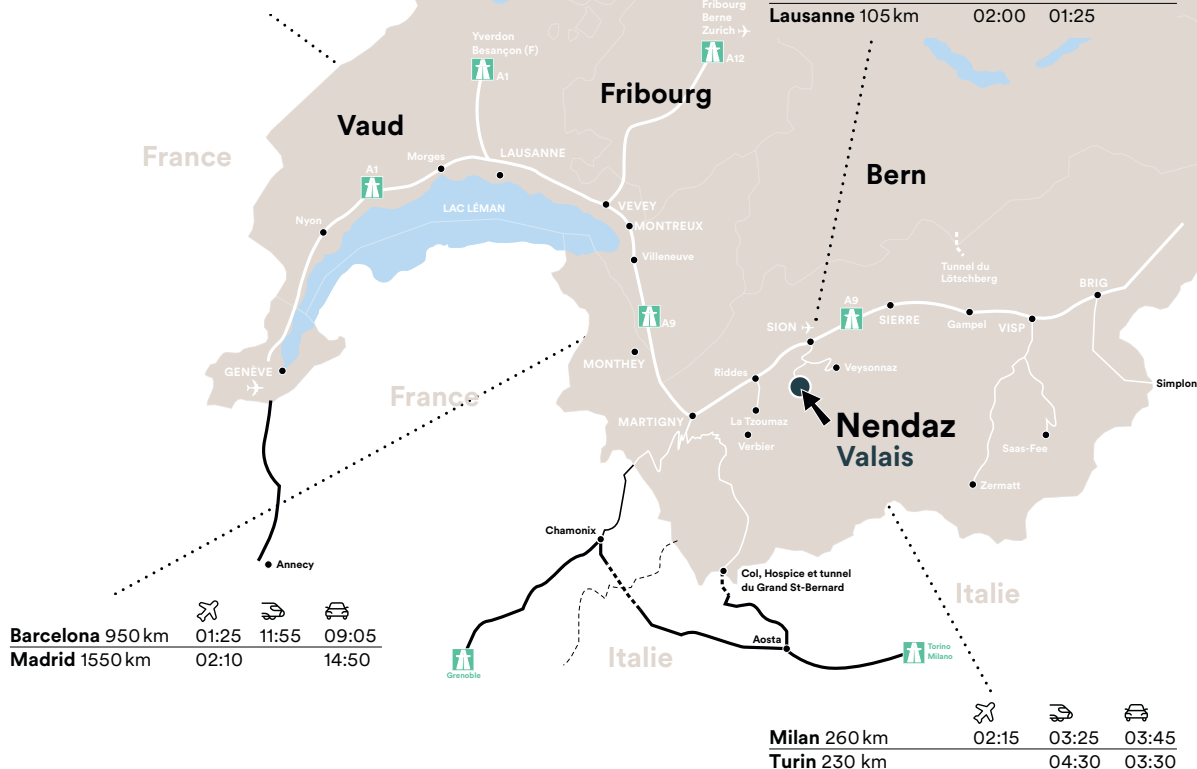 Fribourg
Berne
Zurich
Lausanne 105 km 02:00 01:25
Yverdon
Besançon (F)
A1
A12
Fribourg
Vaud
France
Morges
LAUSANNE
A1
Bern
LAC LÉMAN
VEVEY
Nyon
MONTREUX
Villeneuve
Tunnel du
Lötschberg
BRIG
A9
A9
SION
SIERRE
Gampel
VISP
MONTHEY
GENÈVE
Riddes
Veysonnaz
Simplon
France
La Tzoumaz
MARTIGNY
Nendaz
Verbier
Valais
Saas-Fee
Zermatt
Chamonix
Annecy
Col, Hospice et tunnel
du Grand St-Bernard
Italie
Barcelona 950 km 01:25 11:55 09:05
Madrid 1550 km 02:10 14:50
Aosta
Torino
Milano
Italie
Grenoble
Milan 260 km 02:15 03:25 03:45
Turin 230 km 04:30 03:30